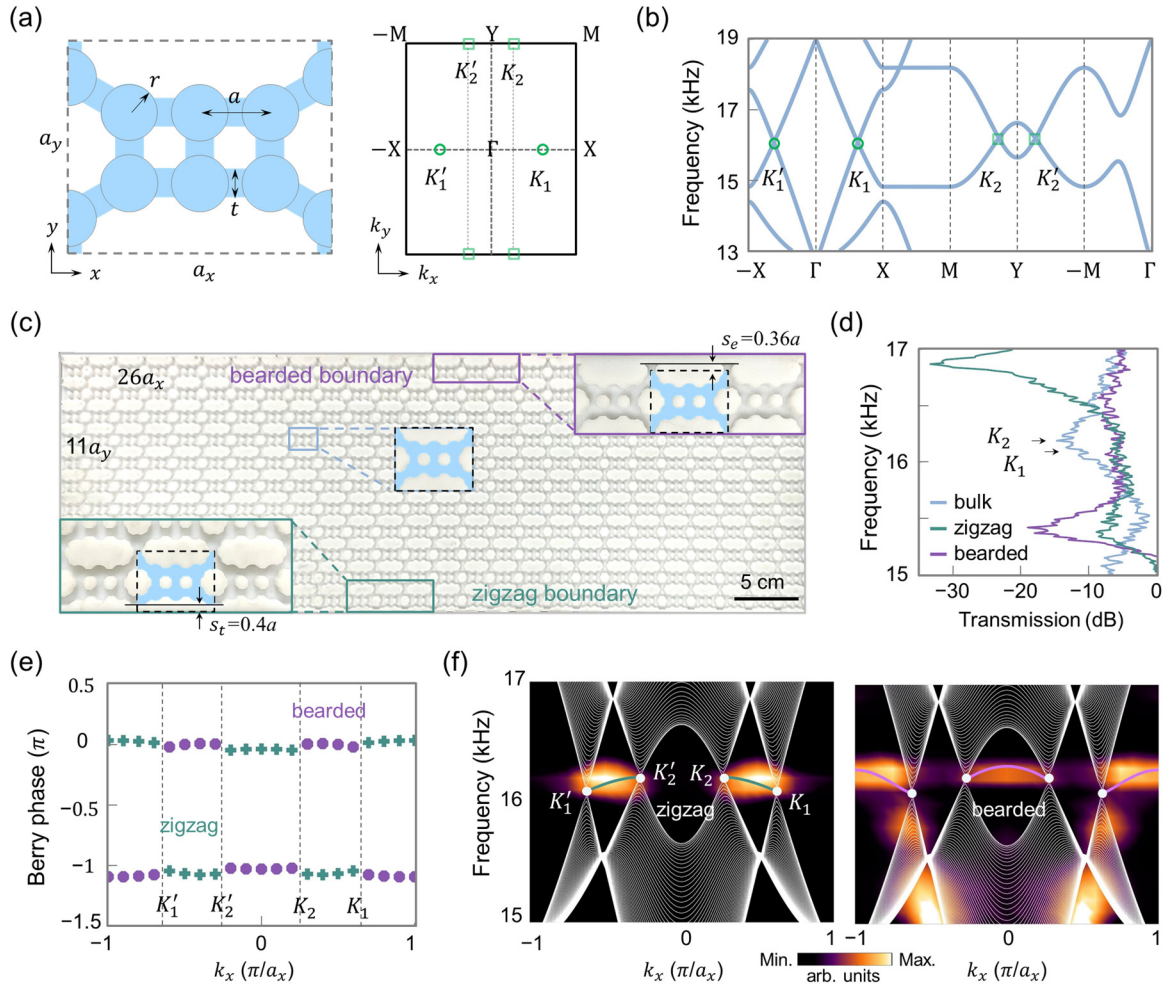 (a)
r
a
a_y
t
y
x
a_x
−M
Y
M
K′_2
K_2
−X
Γ
X
K′_1
K_1
k_y
k_x
(b)
Frequency (kHz)
19
17
15
13
K′_1
K_1
K_2
K′_2
−X
Γ
X
M
Y
−M
Γ
(c)
26a_x
bearded boundary
s_e=0.36a
11a_y
zigzag boundary
5 cm
s_t=0.4a
(d)
Frequency (kHz)
17
16
15
K_2
K_1
bulk
zigzag
bearded
−30
−20
−10
0
Transmission (dB)
(e)
Berry phase (π)
0.5
0
−0.5
−1
−1.5
bearded
zigzag
K′_1
K′_2
K_2
K_1
−1
0
1
k_x (π/a_x)
(f)
Frequency (kHz)
17
16
15
K′_1
K′_2
K_2
K_1
zigzag
bearded
−1
0
1
−1
0
1
k_x (π/a_x)
Min.
Max.
arb. units
k_x (π/a_x)